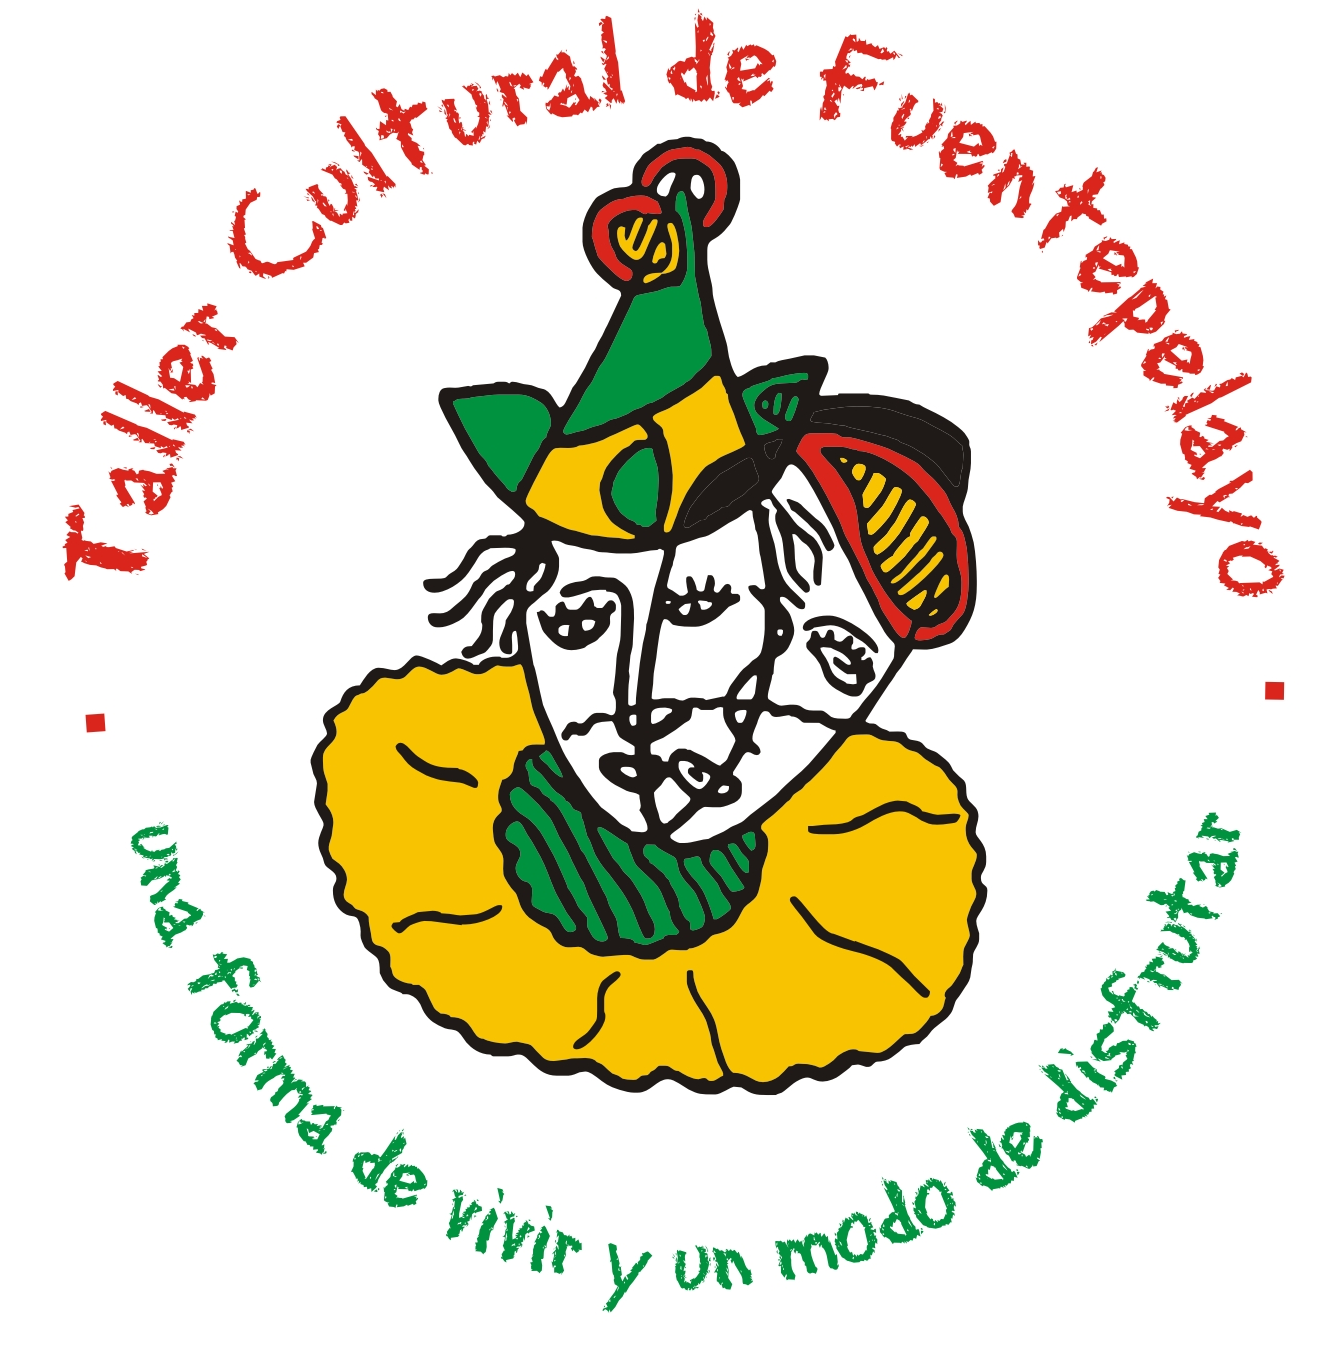 Taller Cultural de Fuentepelayo
una forma de vivir y un modo de disfrutar